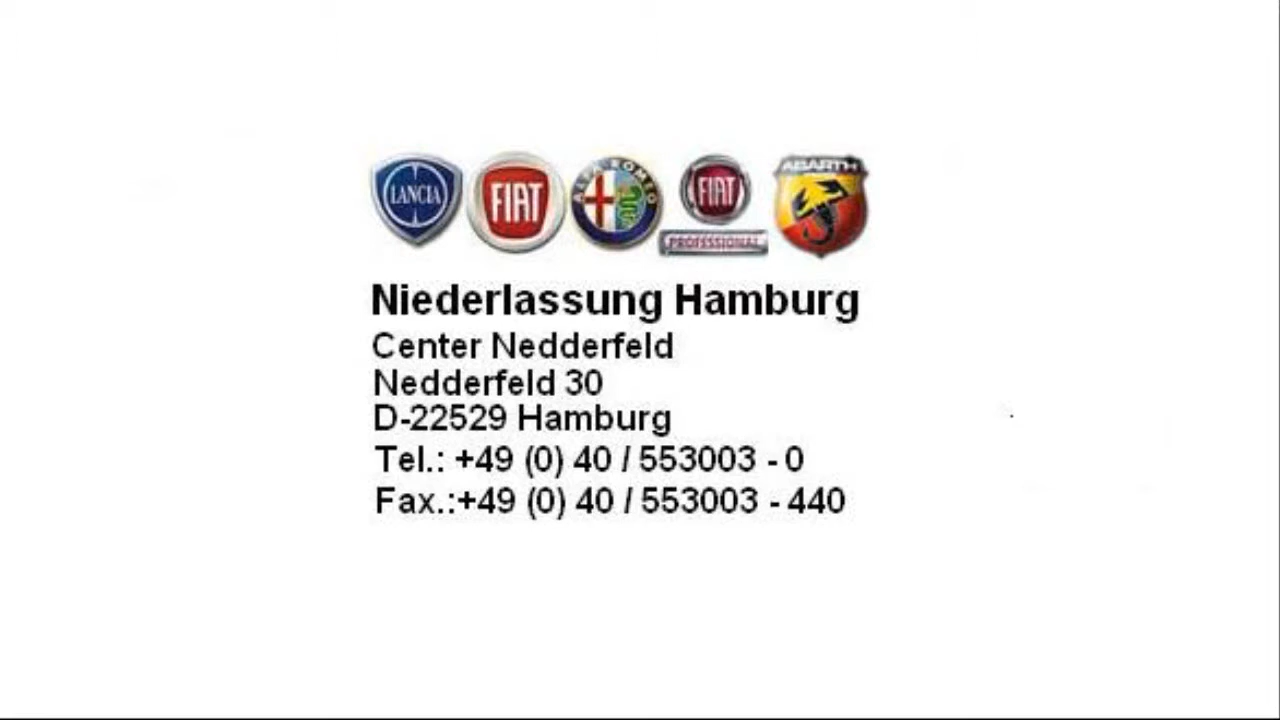 LANCIA FIAT ALFA ROMEO FIAT ABARTH
PROFESSIONAL
Niederlassung Hamburg
Center Nedderfeld
Nedderfeld 30
D-22529 Hamburg
Tel.: +49 (0) 40 / 553003 - 0
Fax.:+49 (0) 40 / 553003 - 440